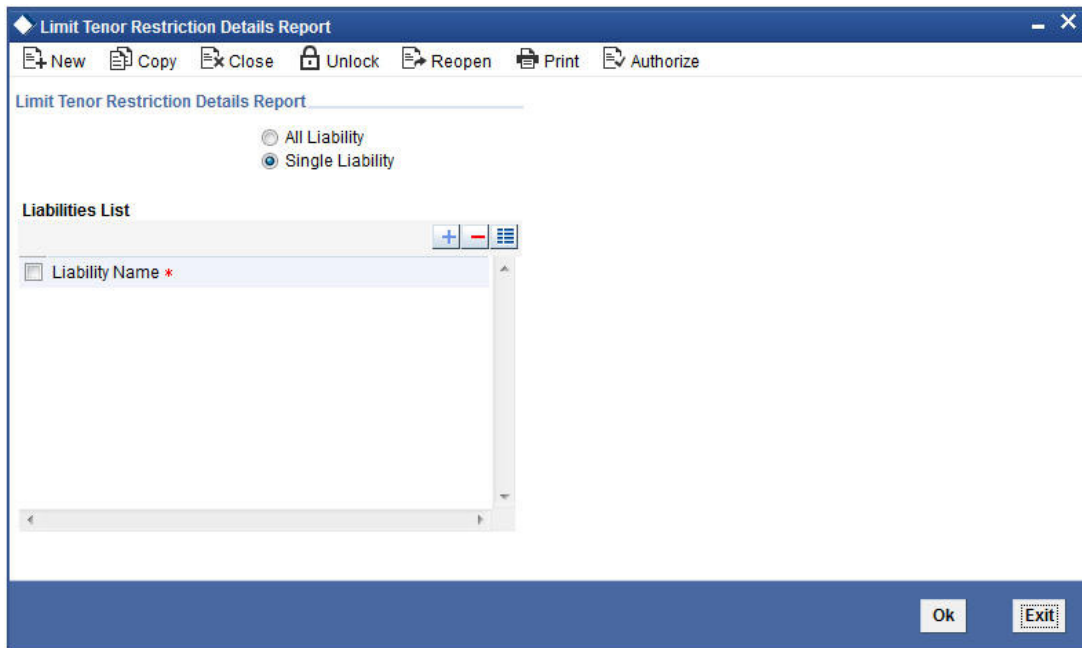 Limit Tenor Restriction Details Report
New Copy Close Unlock Reopen Print Authorize
Limit Tenor Restriction Details Report
All Liability
Single Liability
Liabilities List
Liability Name *
Ok Exit